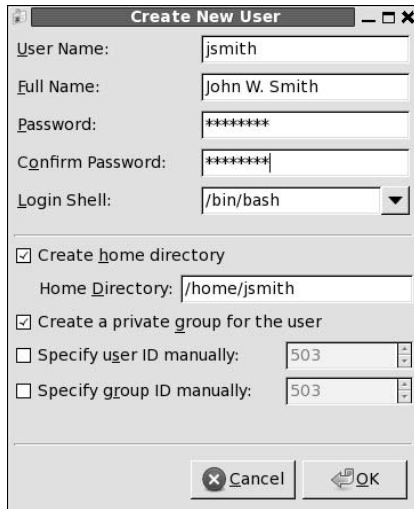 Create New User
User Name: jsmith
Full Name: John W. Smith
Password: ********
Confirm Password: ********
Login Shell: /bin/bash
Create home directory
Home Directory: /home/jsmith
Create a private group for the user
Specify user ID manually: 503
Specify group ID manually: 503
Cancel OK